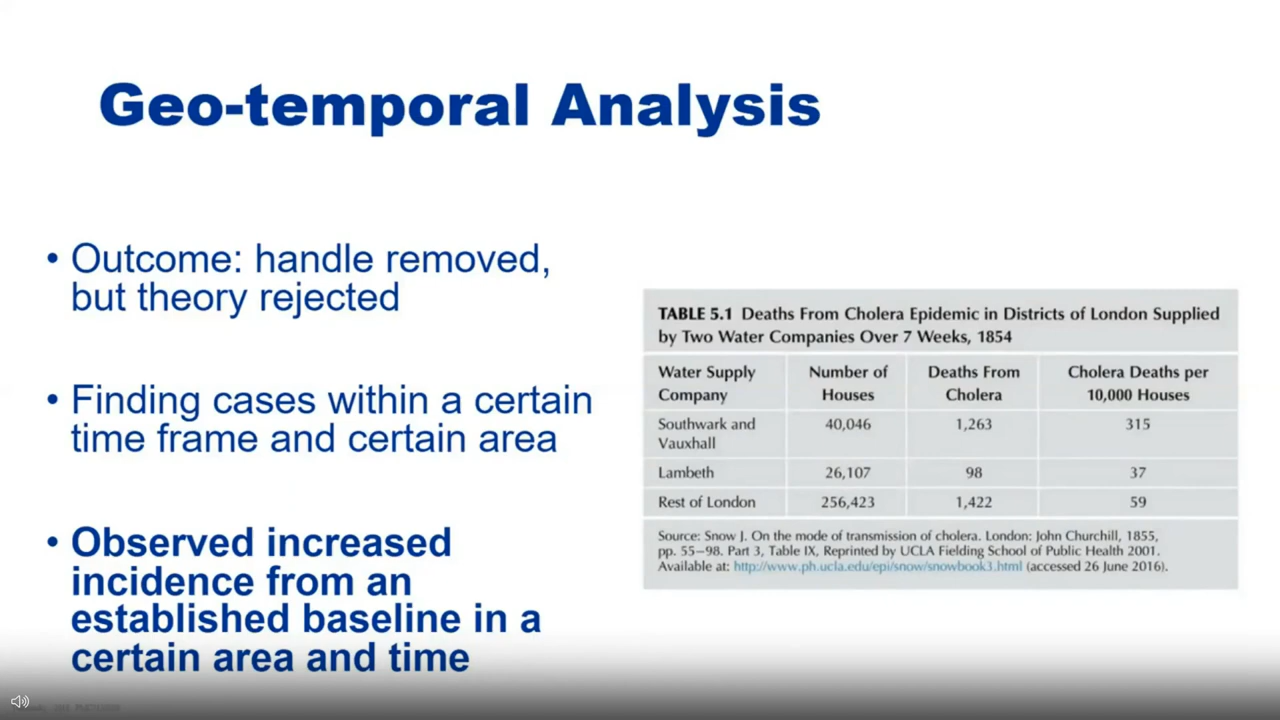 Geo-temporal Analysis
• Outcome: handle removed,
but theory rejected
• Finding cases within a certain
time frame and certain area
• Observed increased
incidence from an
established baseline in a
certain area and time
TABLE 5.1 Deaths From Cholera Epidemic in Districts of London Supplied
by Two Water Companies Over 7 Weeks, 1854
Water Supply Number of Deaths From Cholera Deaths per
Company Houses Cholera 10,000 Houses
Southwark and 40,046 1,263 315
Vauxhall
Lambeth 26,107 98 37
Rest of London 256,423 1,422 59
Source: Snow J. On the mode of transmission of cholera. London: John Churchill, 1855,
pp. 55–98. Part 3, Table IX, Reprinted by UCLA Fielding School of Public Health 2001.
Available at: http://www.ph.ucla.edu/epi/snow/snowbook3.html (accessed 26 June 2016).